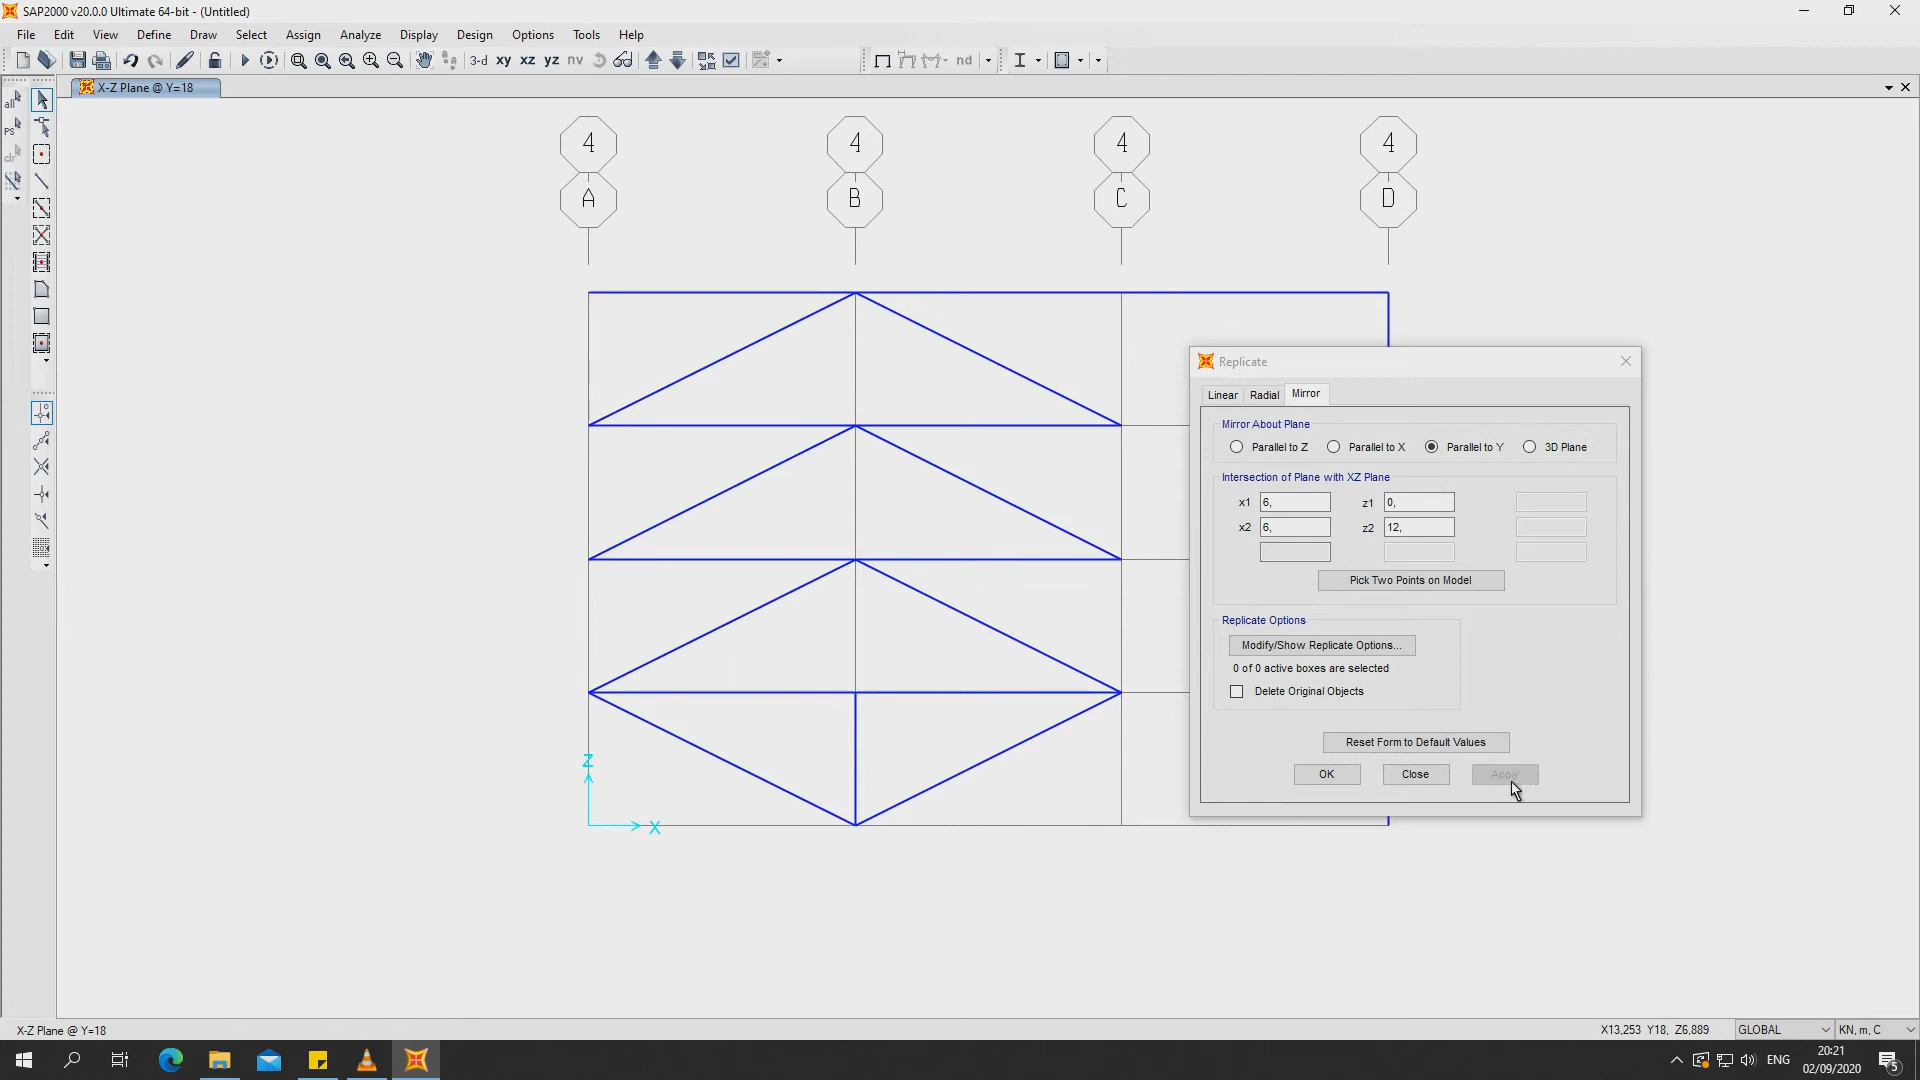 SAP2000 v20.0.0 Ultimate 64-bit - (Untitled)
File Edit View Define Draw Select Assign Analyze Display Design Options Tools Help
3-d xy xz yz nv nd
X-Z Plane @ Y=18
all
PS
clr
4 4 4 4
A B C D
Z
X
Replicate
Linear Radial Mirror
Mirror About Plane
Parallel to Z Parallel to X Parallel to Y 3D Plane
Intersection of Plane with XZ Plane
x1 6, z1 0,
x2 6, z2 12,
Pick Two Points on Model
Replicate Options
Modify/Show Replicate Options...
0 of 0 active boxes are selected
Delete Original Objects
Reset Form to Default Values
OK Close Apply
X-Z Plane @ Y=18 X13,253 Y18, Z6,889 GLOBAL KN, m, C
ENG
20:21
02/09/2020
5